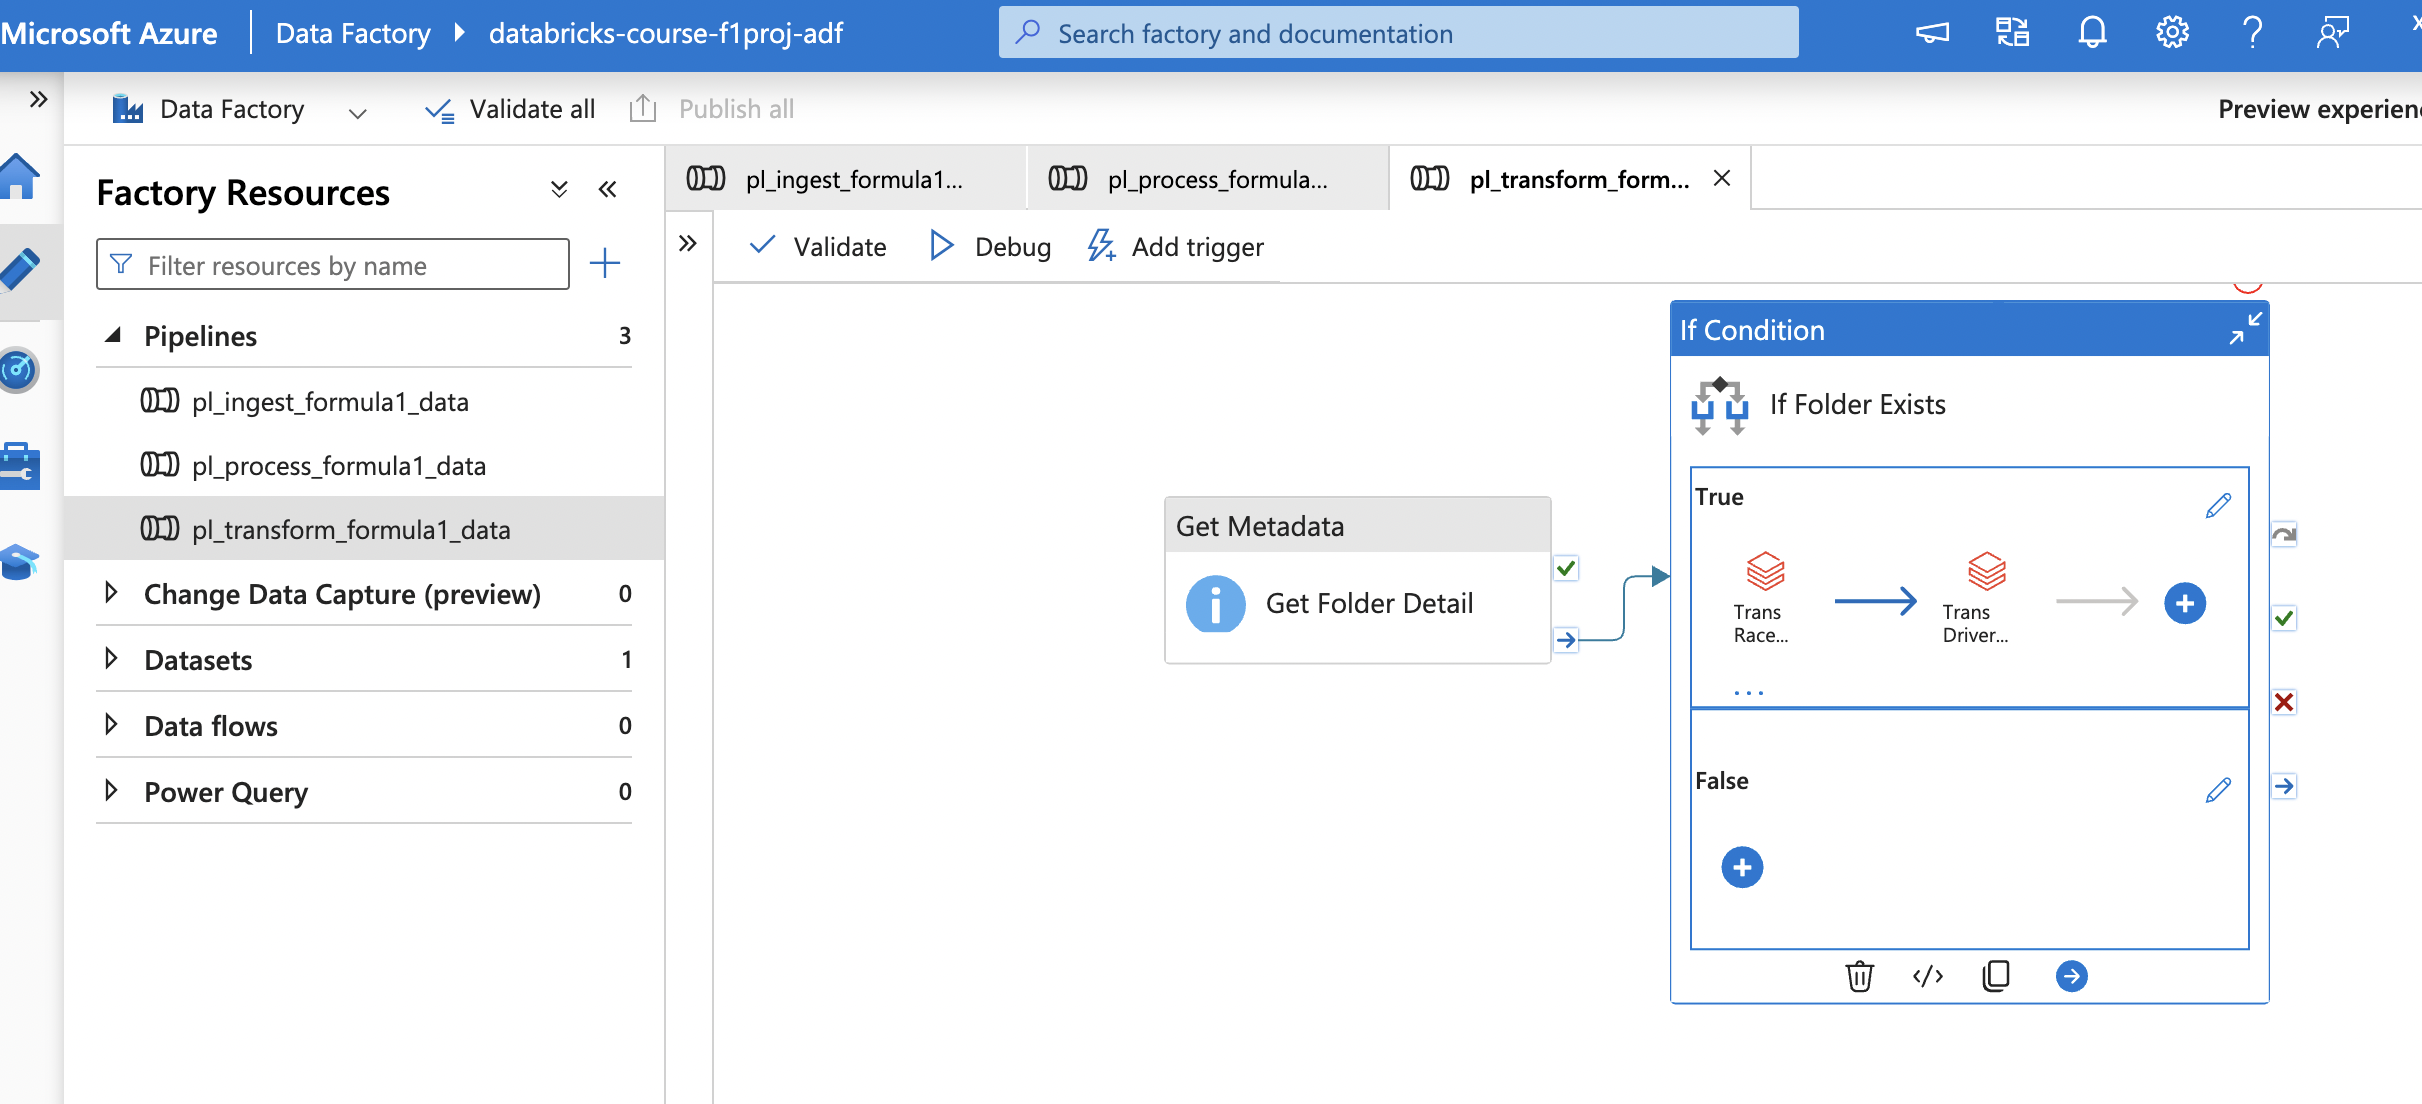 Microsoft Azure
Data Factory
databricks-course-f1proj-adf
Search factory and documentation
Data Factory
Validate all
Publish all
Preview experien
Factory Resources
Filter resources by name
Pipelines 3
pl_ingest_formula1_data
pl_process_formula1_data
pl_transform_formula1_data
Change Data Capture (preview) 0
Datasets 1
Data flows 0
Power Query 0
pl_ingest_formula1...
pl_process_formula...
pl_transform_form...
Validate
Debug
Add trigger
Get Metadata
Get Folder Detail
If Condition
If Folder Exists
True
Trans
Race...
Trans
Driver...
...
False